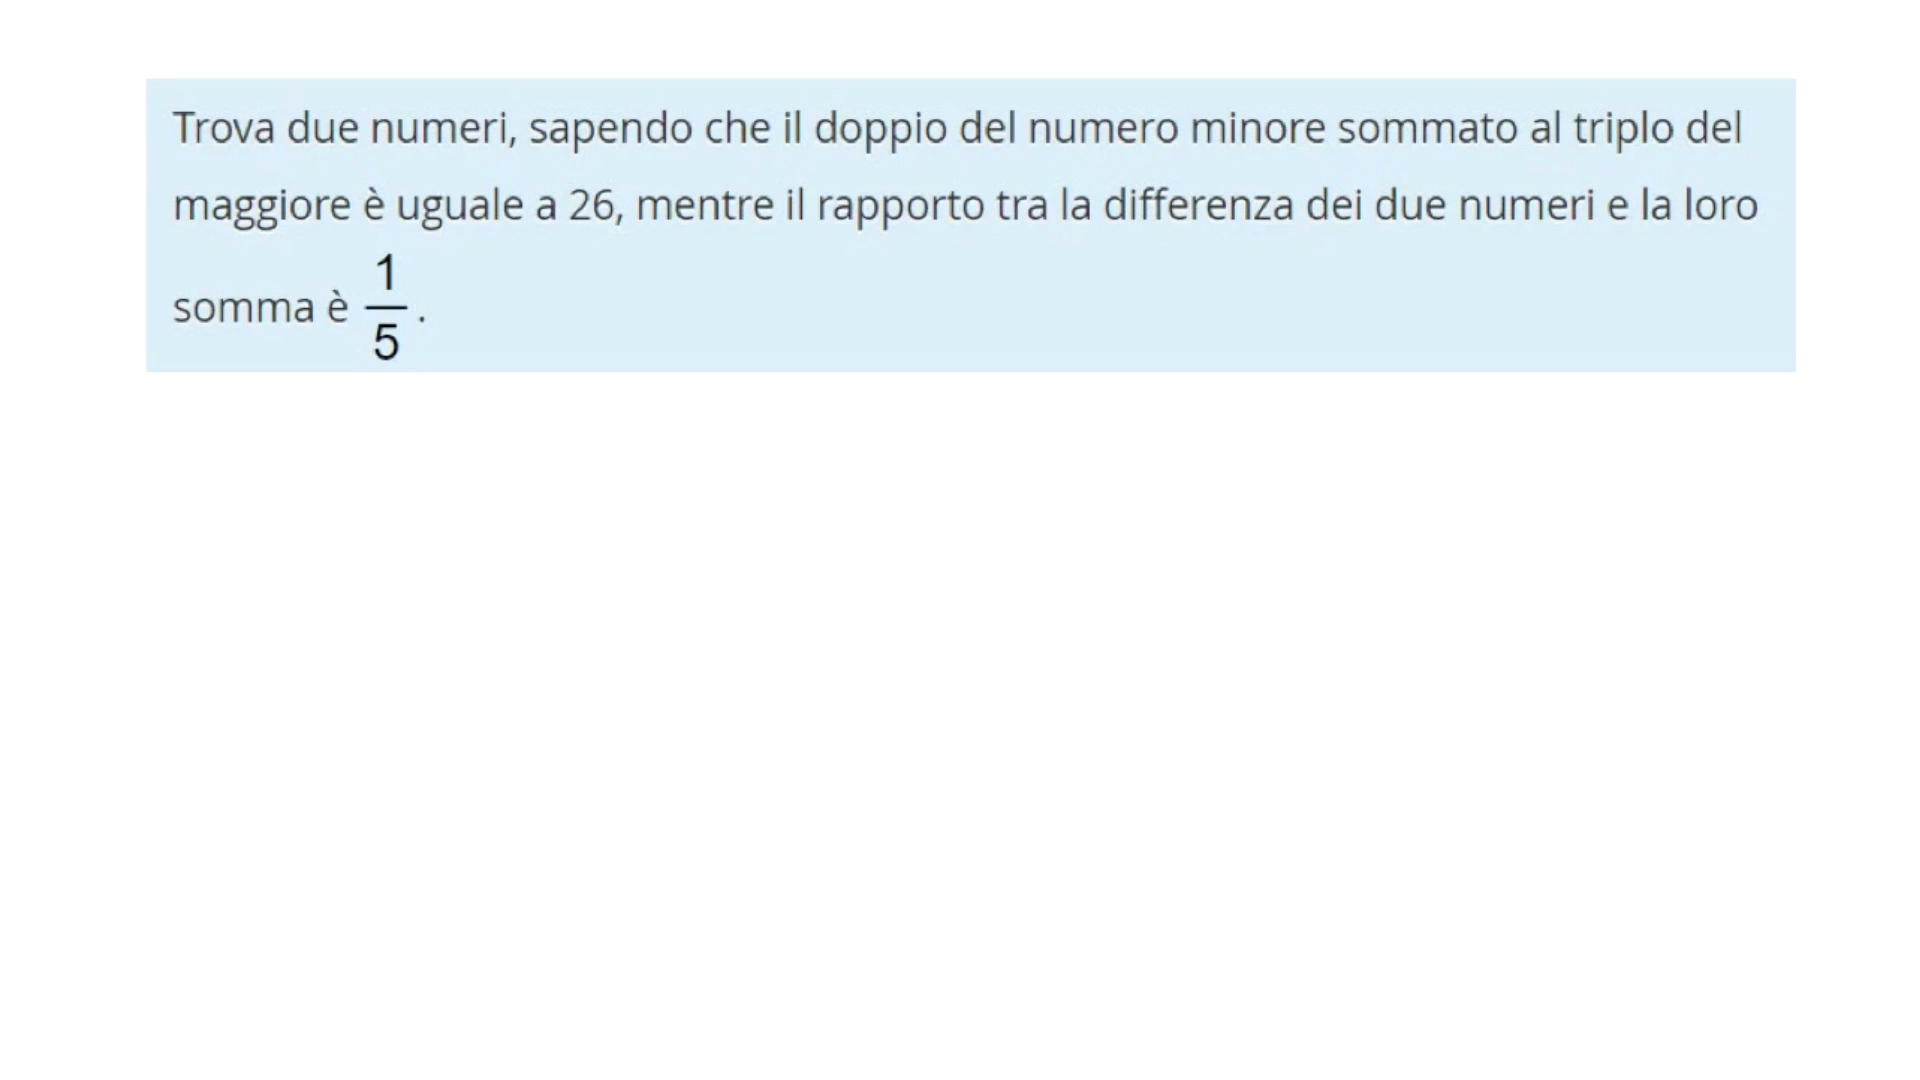 Trova due numeri, sapendo che il doppio del numero minore sommato al triplo del
maggiore è uguale a 26, mentre il rapporto tra la differenza dei due numeri e la loro
somma è 1/5.